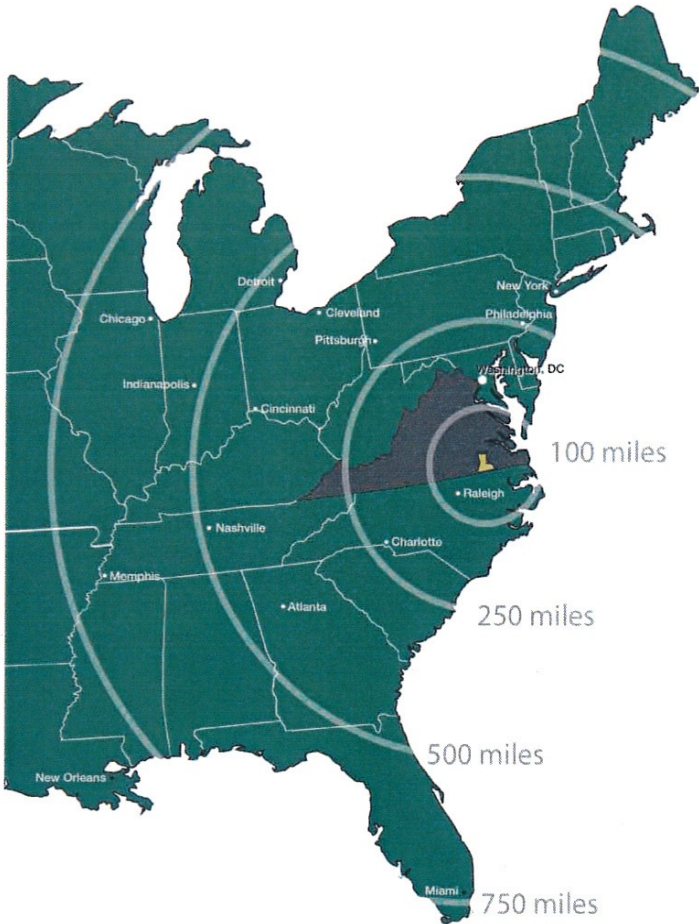 Detroit
New York
Chicago
Cleveland
Philadelphia
Pittsburgh
Washington, DC
Indianapolis
Cincinnati
100 miles
Raleigh
Nashville
Charlotte
Memphis
Atlanta
250 miles
500 miles
New Orleans
Miami
750 miles